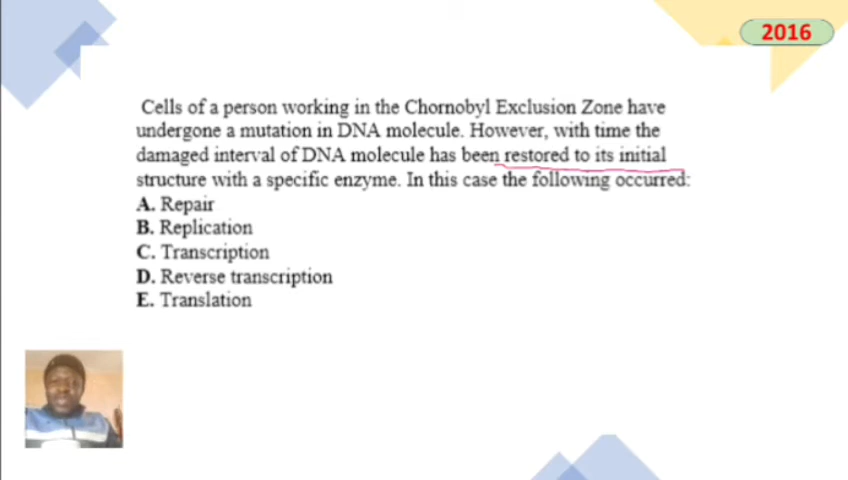 2016
Cells of a person working in the Chornobyl Exclusion Zone have
undergone a mutation in DNA molecule. However, with time the
damaged interval of DNA molecule has been restored to its initial
structure with a specific enzyme. In this case the following occurred:
A. Repair
B. Replication
C. Transcription
D. Reverse transcription
E. Translation